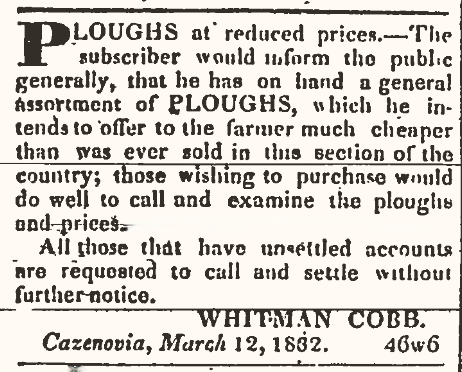 PLOUGHS at reduced prices.—The
subscriber would inform the public
generally, that he has on hand a general
assortment of PLOUGHS, which he in-
tends to offer to the farmer much cheaper
than was ever sold in this section of the
country; those wishing to purchase would
do well to call and examine the ploughs
and prices.
All those that have unsettled accounts
are requested to call and settle without
further notice.
WHITMAN COBB.
Cazenovia, March 12, 1832. 46w6